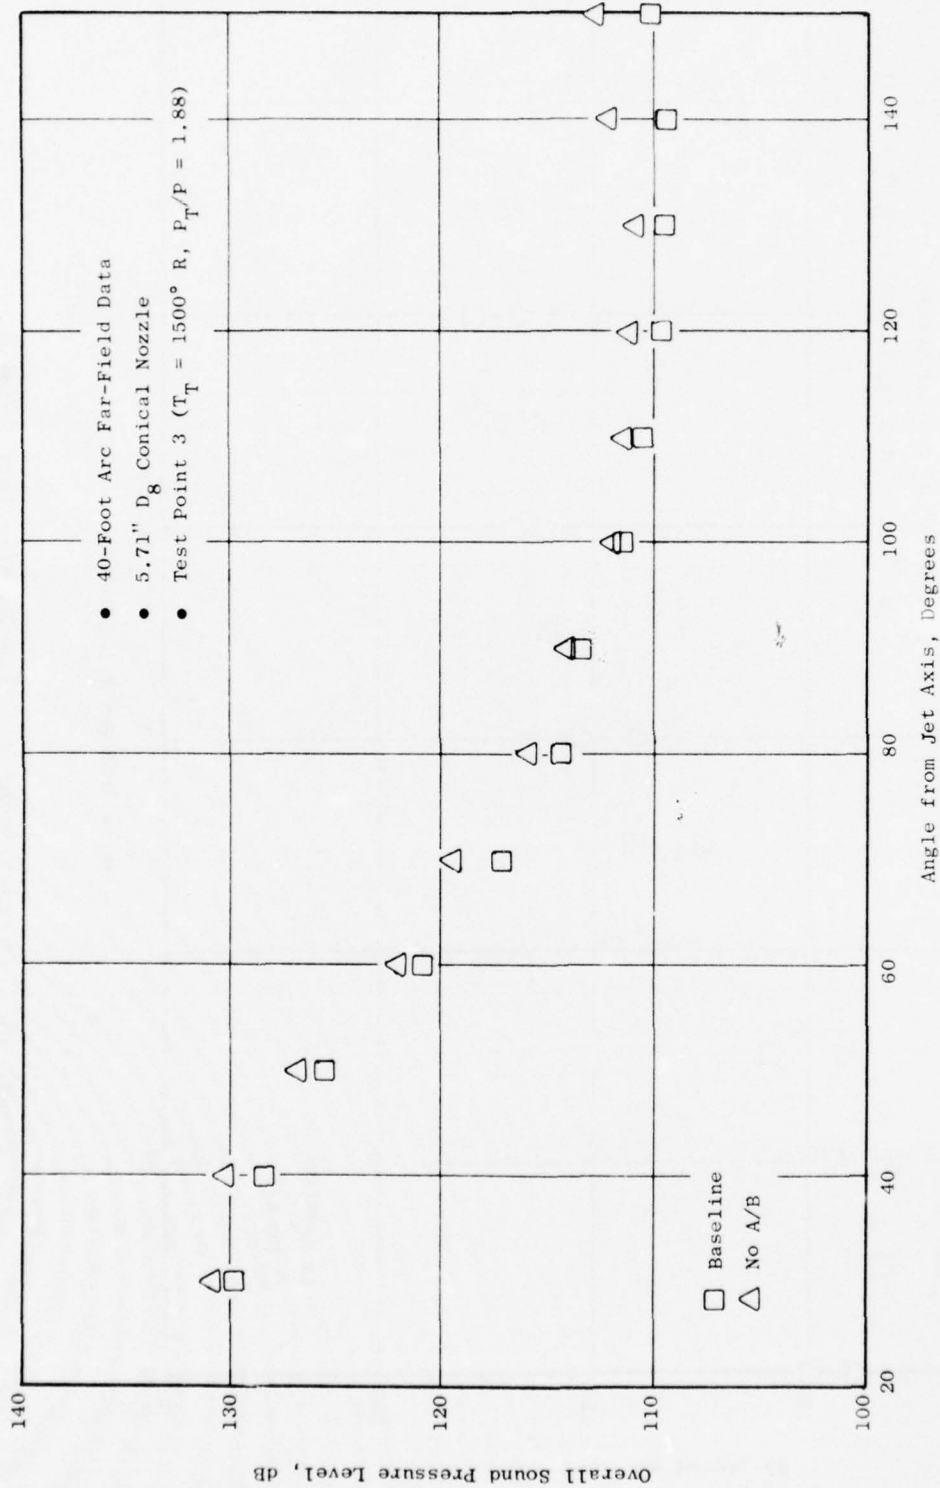 ● 40-Foot Arc Far-Field Data
● 5.71" D8 Conical Nozzle
● Test Point 3 (TT = 1500° R, PT/P = 1.88)
Overall Sound Pressure Level, dB
140
130
120
110
100
□ Baseline
△ No A/B
20
40
60
80
100
120
140
Angle from Jet Axis, Degrees